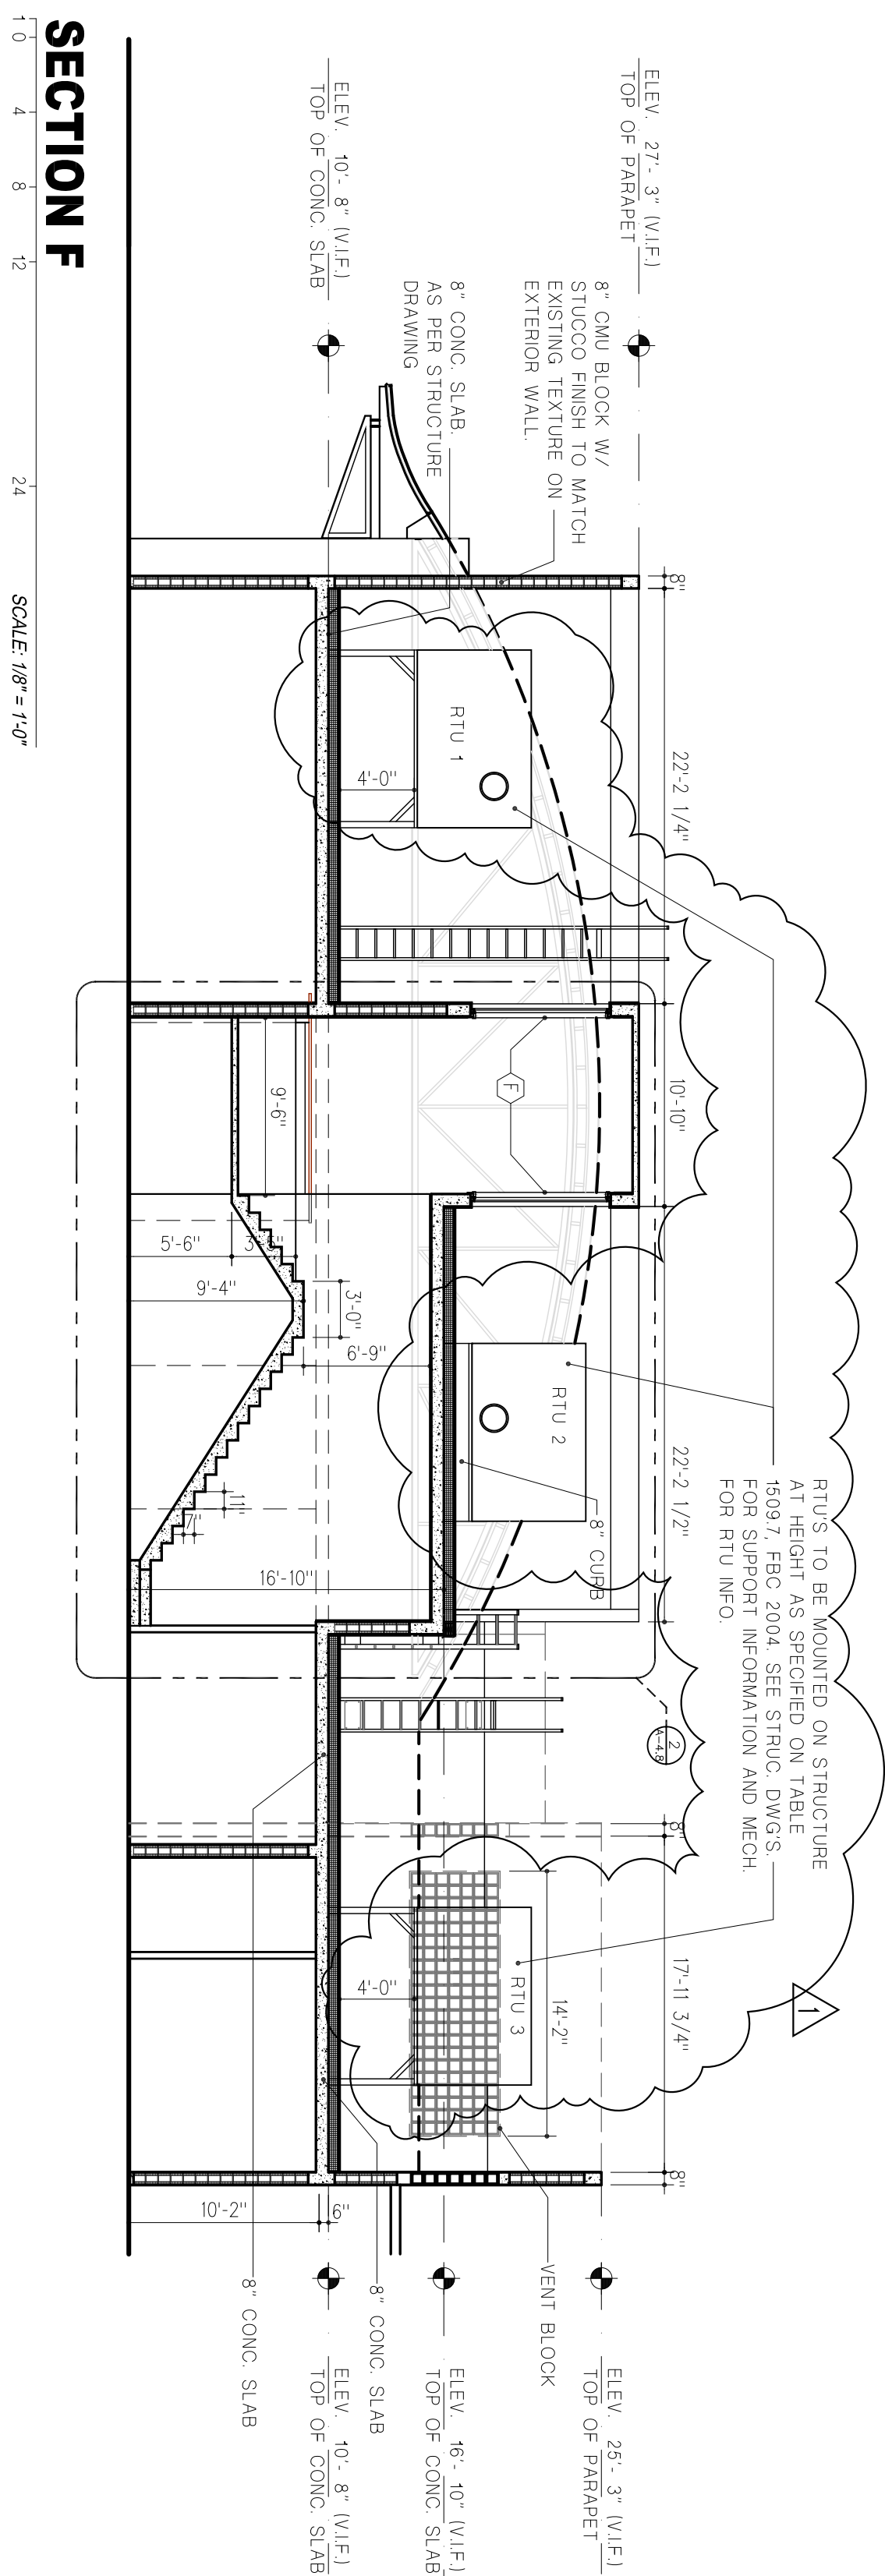 ELEV. 27'- 3" (V.I.F.)
TOP OF PARAPET
ELEV. 10'- 8" (V.I.F.)
TOP OF CONC. SLAB
8" CMU BLOCK W/
STUCCO FINISH TO MATCH
EXISTING TEXTURE ON
EXTERIOR WALL.
8" CONC. SLAB.
AS PER STRUCTURE
DRAWING
8"
22'-2 1/4"
10'-10"
22'-2 1/2"
8"
17'-11 3/4"
8"
RTU'S TO BE MOUNTED ON STRUCTURE
AT HEIGHT AS SPECIFIED ON TABLE
1509.7, FBC 2004. SEE STRUC. DWG'S.
FOR SUPPORT INFORMATION AND MECH.
FOR RTU INFO.
1
RTU 1
4'-0"
F
9'-6"
5'-6"
3'-5"
9'-4"
3'-0"
6'-9"
11"
7"
16'-10"
RTU 2
8" CURB
2
A-4.8
RTU 3
4'-0"
14'-2"
10'-2"
6"
VENT BLOCK
8" CONC. SLAB
8" CONC. SLAB
ELEV. 25'- 3" (V.I.F.)
TOP OF PARAPET
ELEV. 16'- 10" (V.I.F.)
TOP OF CONC. SLAB
ELEV. 10'- 8" (V.I.F.)
TOP OF CONC. SLAB
SECTION F
1 0 4 8 12 24
SCALE: 1/8" = 1'-0"